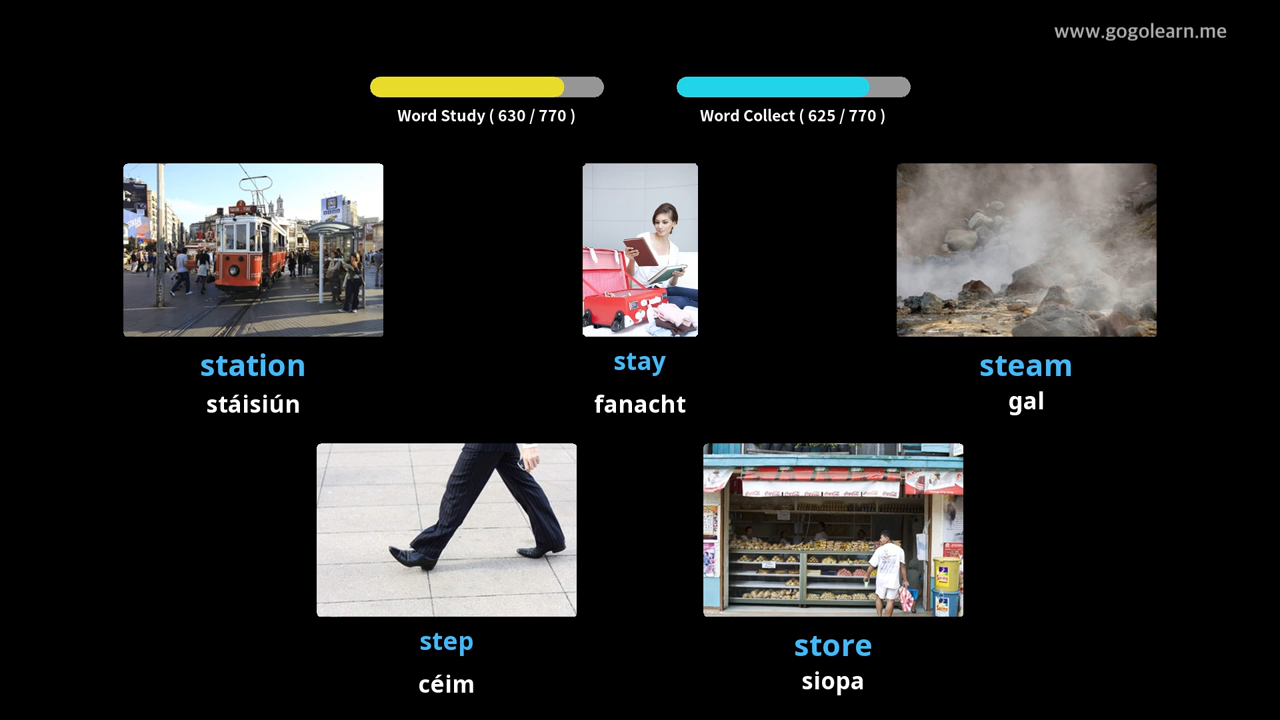 www.gogolearn.me
Word Study ( 630 / 770 )
Word Collect ( 625 / 770 )
station
stáisiún
stay
fanacht
steam
gal
step
céim
store
siopa